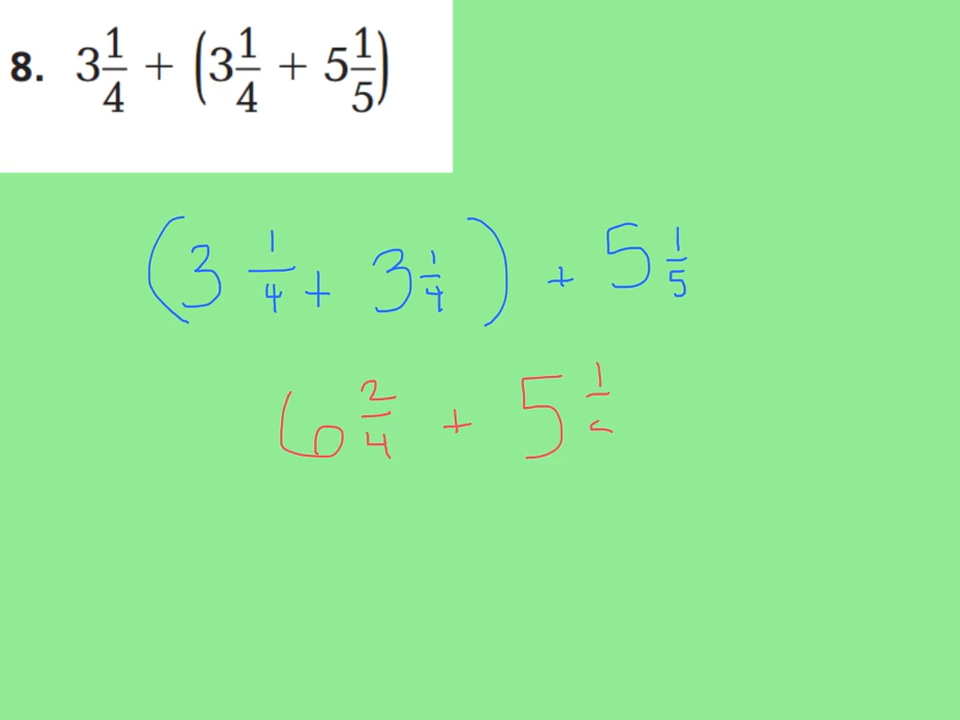 8. 3 1/4 + (3 1/4 + 5 1/5)
(3 1/4 + 3 1/4) + 5 1/5
6 2/4 + 5 1/